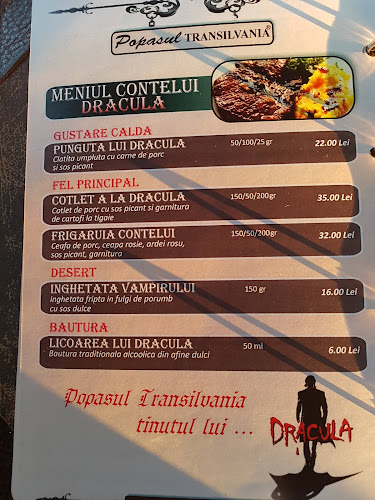 Popasul TRANSILVANIA
MENIUL CONTELUI
DRACULA
GUSTARE CALDA
PUNGUTA LUI DRACULA 50/100/25 gr 22.00 Lei
Clatita umpluta cu carne de porc
si sos picant
FEL PRINCIPAL
COTLET A LA DRACULA 150/50/200gr 35.00 Lei
Cotlet de porc cu sos picant si garnitura
de cartofi la tigaie
FRIGARUIA CONTELUI 150/50/200gr 32.00 Lei
Ceafa de porc, ceapa rosie, ardei rosu,
sos picant, garnitura
DESERT
INGHETATA VAMPIRULUI 150 gr 16.00 Lei
Inghetata fripta in fulgi de porumb
cu sos dulce
BAUTURA
LICOAREA LUI DRACULA 50 ml 6.00 Lei
Bautura traditionala alcoolica din afine dulci
Popasul Transilvania
tinutul lui ...
DRACULA